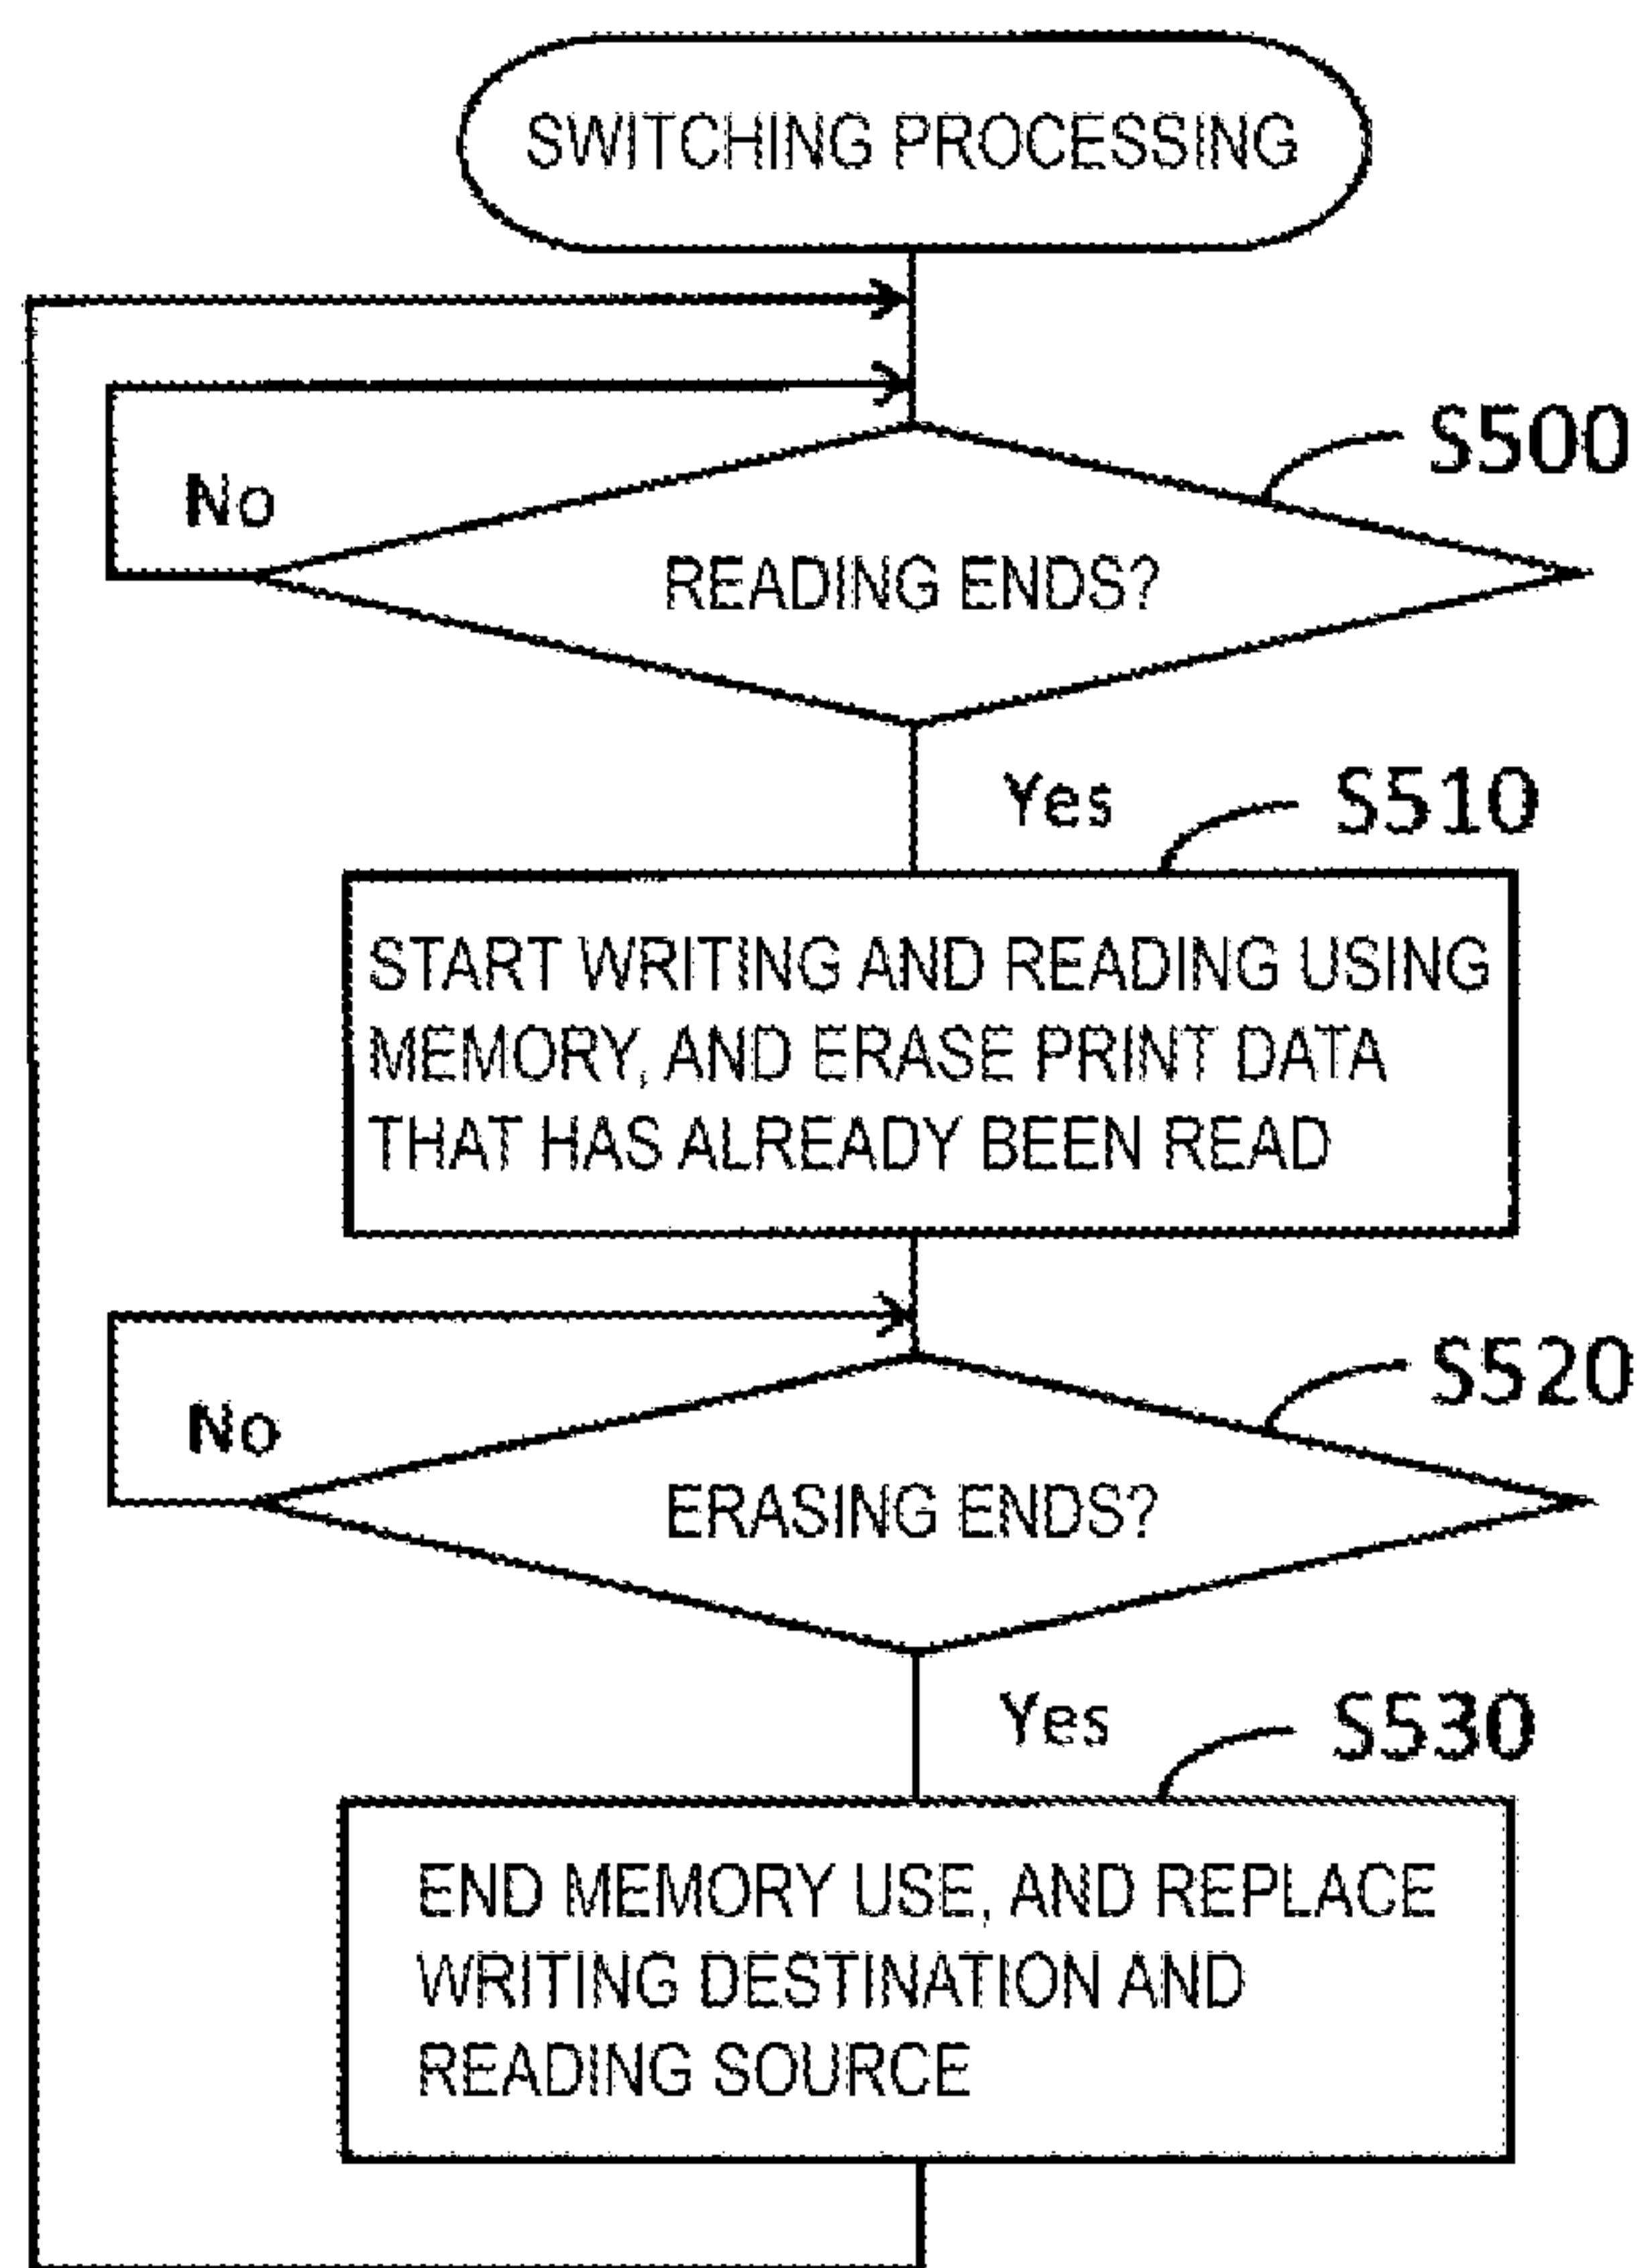 SWITCHING PROCESSING
S500
No
READING ENDS?
Yes
S510
START WRITING AND READING USING
MEMORY, AND ERASE PRINT DATA
THAT HAS ALREADY BEEN READ
S520
No
ERASING ENDS?
Yes
S530
END MEMORY USE, AND REPLACE
WRITING DESTINATION AND
READING SOURCE